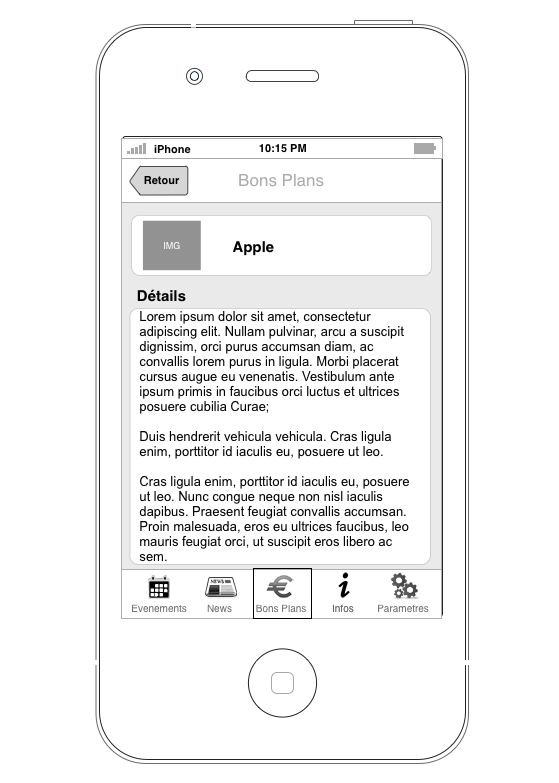 iPhone 10:15 PM
Retour Bons Plans
IMG Apple
Détails
Lorem ipsum dolor sit amet, consectetur
adipiscing elit. Nullam pulvinar, arcu a suscipit
dignissim, orci purus accumsan diam, ac
convallis lorem purus in ligula. Morbi placerat
cursus augue eu venenatis. Vestibulum ante
ipsum primis in faucibus orci luctus et ultrices
posuere cubilia Curae;
Duis hendrerit vehicula vehicula. Cras ligula
enim, porttitor id iaculis eu, posuere ut leo.
Cras ligula enim, porttitor id iaculis eu, posuere
ut leo. Nunc congue neque non nisl iaculis
dapibus. Praesent feugiat convallis accumsan.
Proin malesuada, eros eu ultrices faucibus, leo
mauris feugiat orci, ut suscipit eros libero ac
sem.
NEWS
Evenements News Bons Plans Infos Parametres